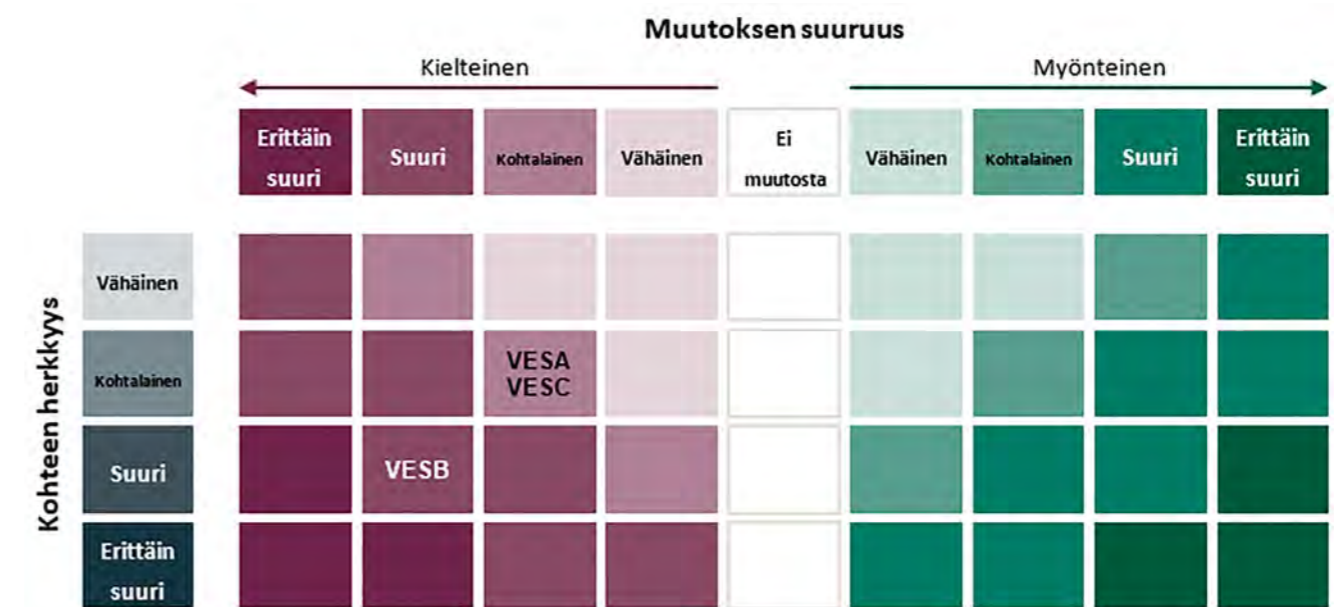 Muutoksen suuruus
Kielteinen
Myönteinen
Erittäin
suuri
Suuri
Kohtalainen
Vähäinen
Ei
muutosta
Vähäinen
Kohtalainen
Suuri
Erittäin
suuri
Kohteen herkkyys
Vähäinen
Kohtalainen
VESA
VESC
Suuri
VESB
Erittäin
suuri